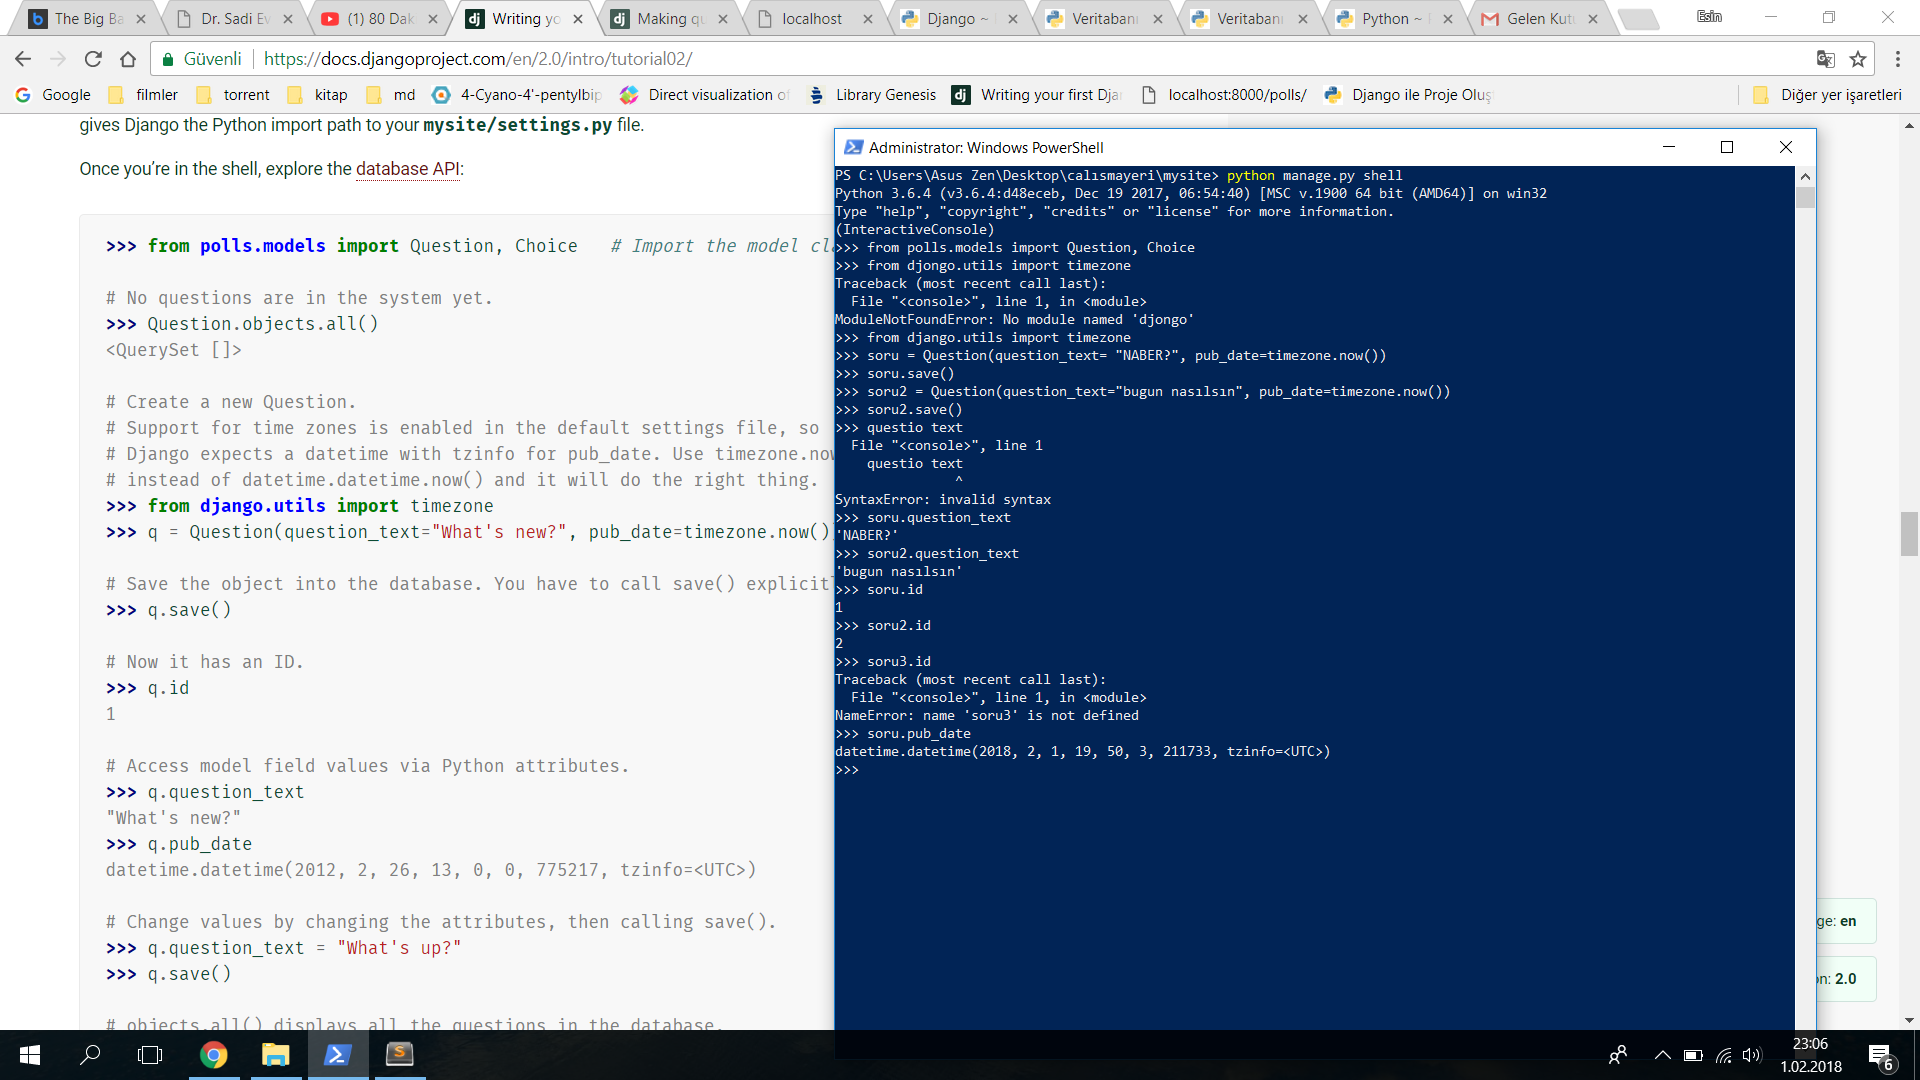 The Big Ba
Dr. Sadi Ev
(1) 80 Dak
Writing yo
Making qu
localhost
Django ~
Veritaban
Veritaban
Python ~
Gelen Kut
Esin
Güvenli
https://docs.djangoproject.com/en/2.0/intro/tutorial02/
Google
filmler
torrent
kitap
md
4-Cyano-4'-pentylbip
Direct visualization of
Library Genesis
Writing your first Dja
localhost:8000/polls/
Django ile Proje Oluş
Diğer yer işaretleri
gives Django the Python import path to your mysite/settings.py file.
Once you're in the shell, explore the database API:
>>> from polls.models import Question, Choice   # Import the model cla
# No questions are in the system yet.
>>> Question.objects.all()
<QuerySet []>
# Create a new Question.
# Support for time zones is enabled in the default settings file, so
# Django expects a datetime with tzinfo for pub_date. Use timezone.now
# instead of datetime.datetime.now() and it will do the right thing.
>>> from django.utils import timezone
>>> q = Question(question_text="What's new?", pub_date=timezone.now()
# Save the object into the database. You have to call save() explicitl
>>> q.save()
# Now it has an ID.
>>> q.id
1
# Access model field values via Python attributes.
>>> q.question_text
"What's new?"
>>> q.pub_date
datetime.datetime(2012, 2, 26, 13, 0, 0, 775217, tzinfo=<UTC>)
# Change values by changing the attributes, then calling save().
>>> q.question_text = "What's up?"
>>> q.save()
# objects.all() displays all the questions in the database.
Administrator: Windows PowerShell
PS C:\Users\Asus Zen\Desktop\calısmayeri\mysite> python manage.py shell
Python 3.6.4 (v3.6.4:d48eceb, Dec 19 2017, 06:54:40) [MSC v.1900 64 bit (AMD64)] on win32
Type "help", "copyright", "credits" or "license" for more information.
(InteractiveConsole)
>>> from polls.models import Question, Choice
>>> from djongo.utils import timezone
Traceback (most recent call last):
  File "<console>", line 1, in <module>
ModuleNotFoundError: No module named 'djongo'
>>> from django.utils import timezone
>>> soru = Question(question_text= "NABER?", pub_date=timezone.now())
>>> soru.save()
>>> soru2 = Question(question_text="bugun nasılsın", pub_date=timezone.now())
>>> soru2.save()
>>> questio text
  File "<console>", line 1
    questio text
               ^
SyntaxError: invalid syntax
>>> soru.question_text
'NABER?'
>>> soru2.question_text
'bugun nasılsın'
>>> soru.id
1
>>> soru2.id
2
>>> soru3.id
Traceback (most recent call last):
  File "<console>", line 1, in <module>
NameError: name 'soru3' is not defined
>>> soru.pub_date
datetime.datetime(2018, 2, 1, 19, 50, 3, 211733, tzinfo=<UTC>)
>>>
ge: en
on: 2.0
23:06
1.02.2018
6